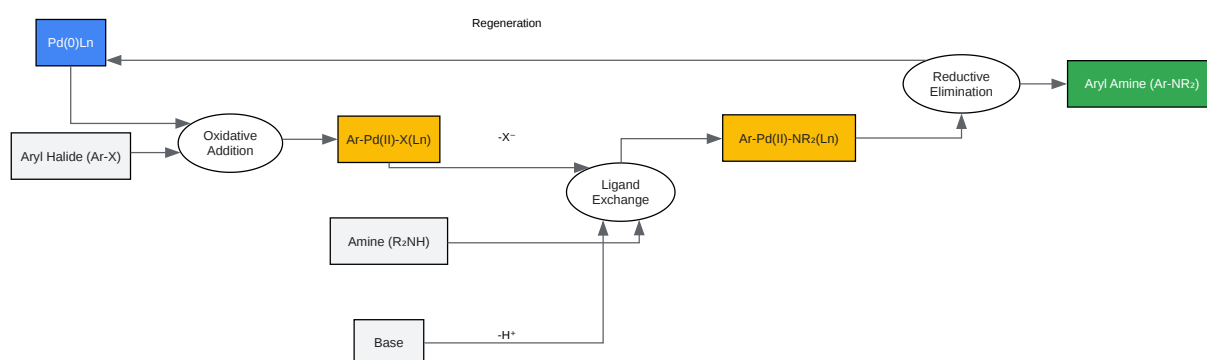 Regeneration
Pd(0)Ln
Reductive
Elimination
Aryl Amine (Ar-NR₂)
Oxidative
Addition
Aryl Halide (Ar-X)
Ar-Pd(II)-X(Ln)
-X⁻
Ar-Pd(II)-NR₂(Ln)
Ligand
Exchange
Amine (R₂NH)
Base
-H⁺